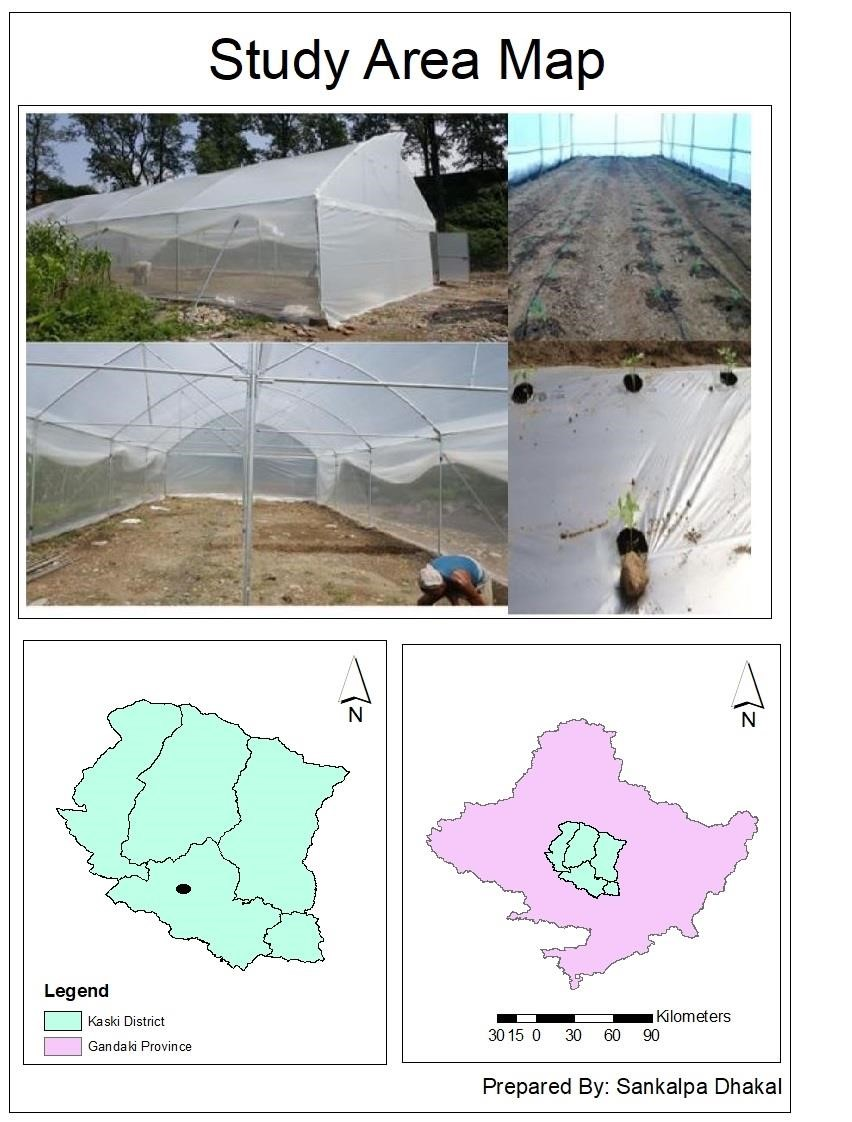 Study Area Map
N
N
Legend
Kaski District
Gandaki Province
Kilometers
30 15 0 30 60 90
Prepared By: Sankalpa Dhakal